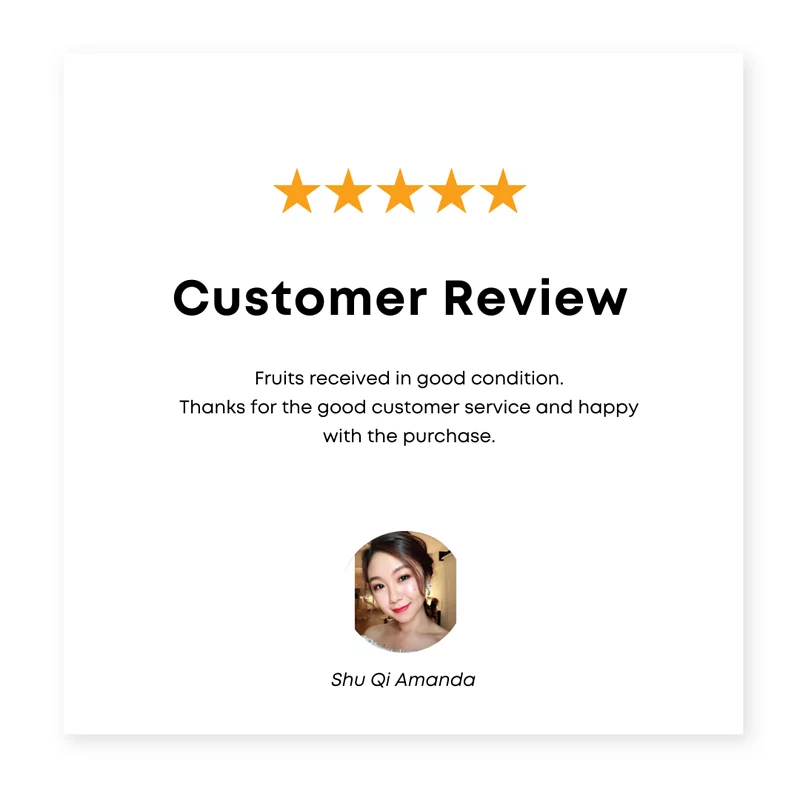 Customer Review
Fruits received in good condition.
Thanks for the good customer service and happy
with the purchase.
Shu Qi Amanda